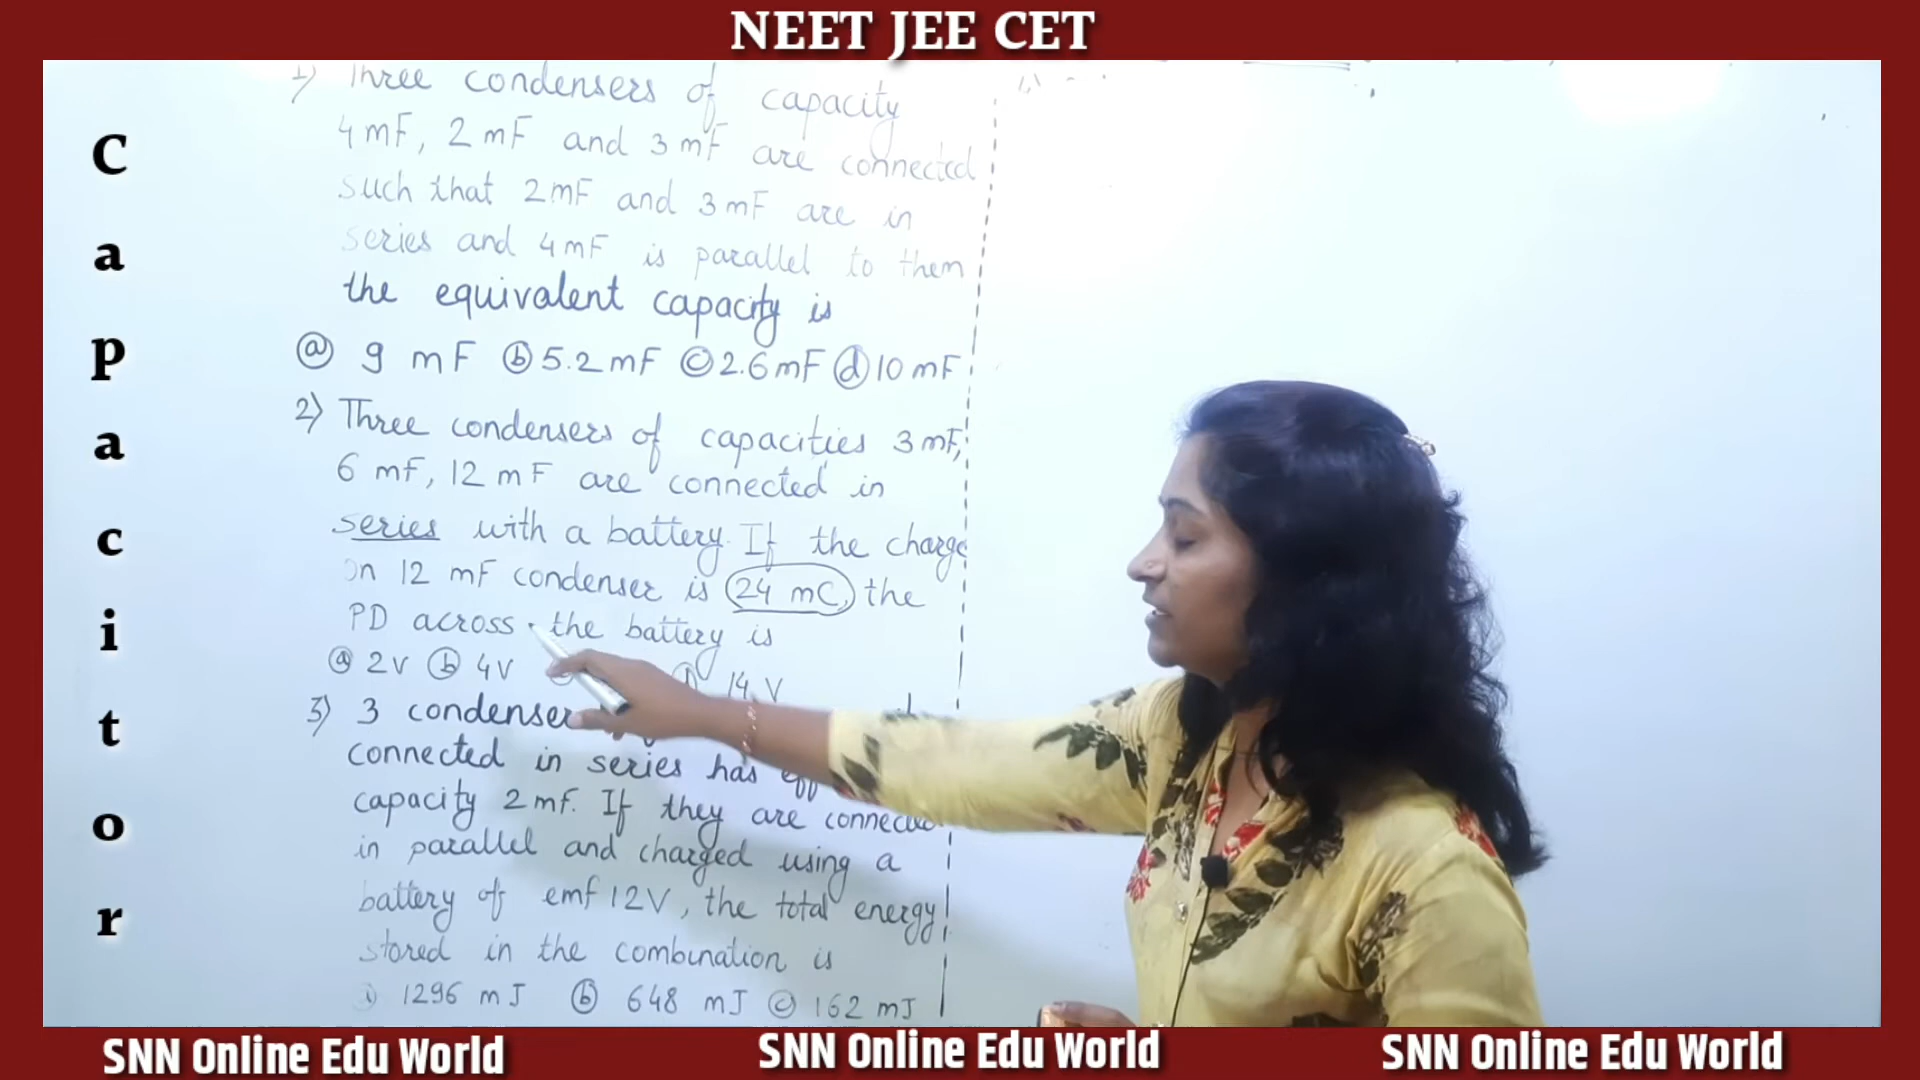 NEET JEE CET
C
a
p
a
c
i
t
o
r
1) Three condensers of capacity
4 mF, 2 mF and 3 mF are connected
such that 2 mF and 3 mF are in
series and 4 mF is parallel to them
the equivalent capacity is
ⓐ 9 mF ⓑ 5.2 mF ⓒ 2.6 mF ⓓ 10 mF
2) Three condensers of capacities 3 mF,
6 mF, 12 mF are connected in
series with a battery. If the charge
on 12 mF condenser is 24 mC, the
PD across the battery is
ⓐ 2V ⓑ 4V 14 V
3) 3 condenser
connected in series has
capacity 2 mF. If they are connected
in parallel and charged using a
battery of emf 12V, the total energy
stored in the combination is
1296 mJ ⓑ 648 mJ ⓒ 162 mJ
SNN Online Edu World
SNN Online Edu World
SNN Online Edu World